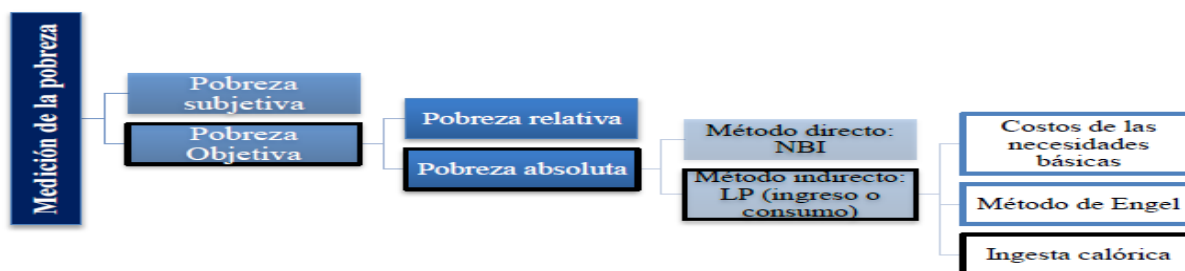 Medición de la pobreza
Pobreza
subjetiva
Pobreza
Objetiva
Pobreza relativa
Pobreza absoluta
Método directo:
NBI
Método indirecto:
LP (ingreso o
consumo)
Costos de las
necesidades
básicas
Método de Engel
Ingesta calórica